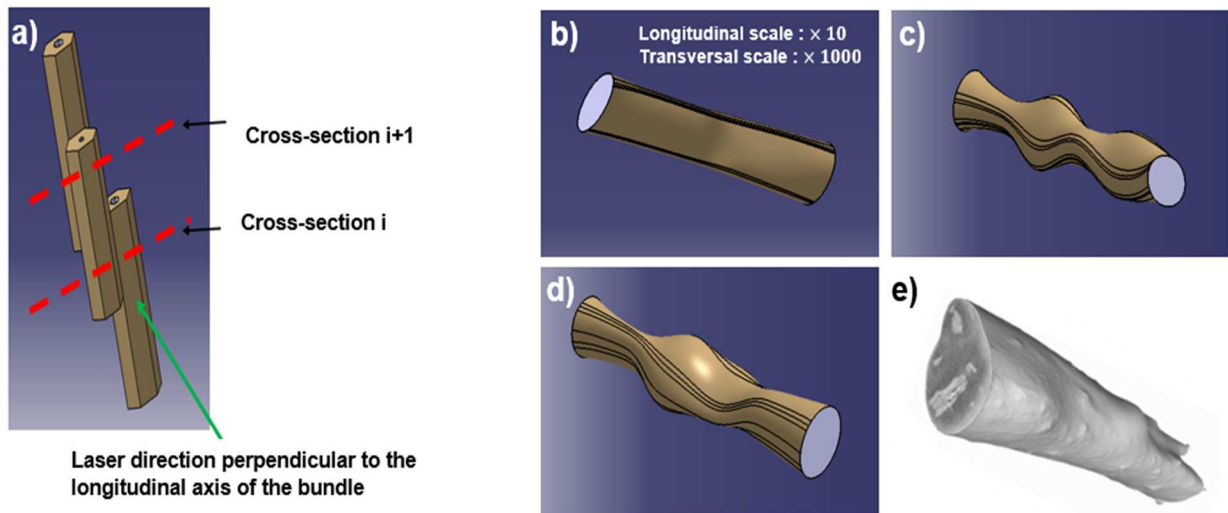 a)
Cross-section i+1
Cross-section i
Laser direction perpendicular to the
longitudinal axis of the bundle
b)
Longitudinal scale : × 10
Transversal scale : × 1000
c)
d)
e)